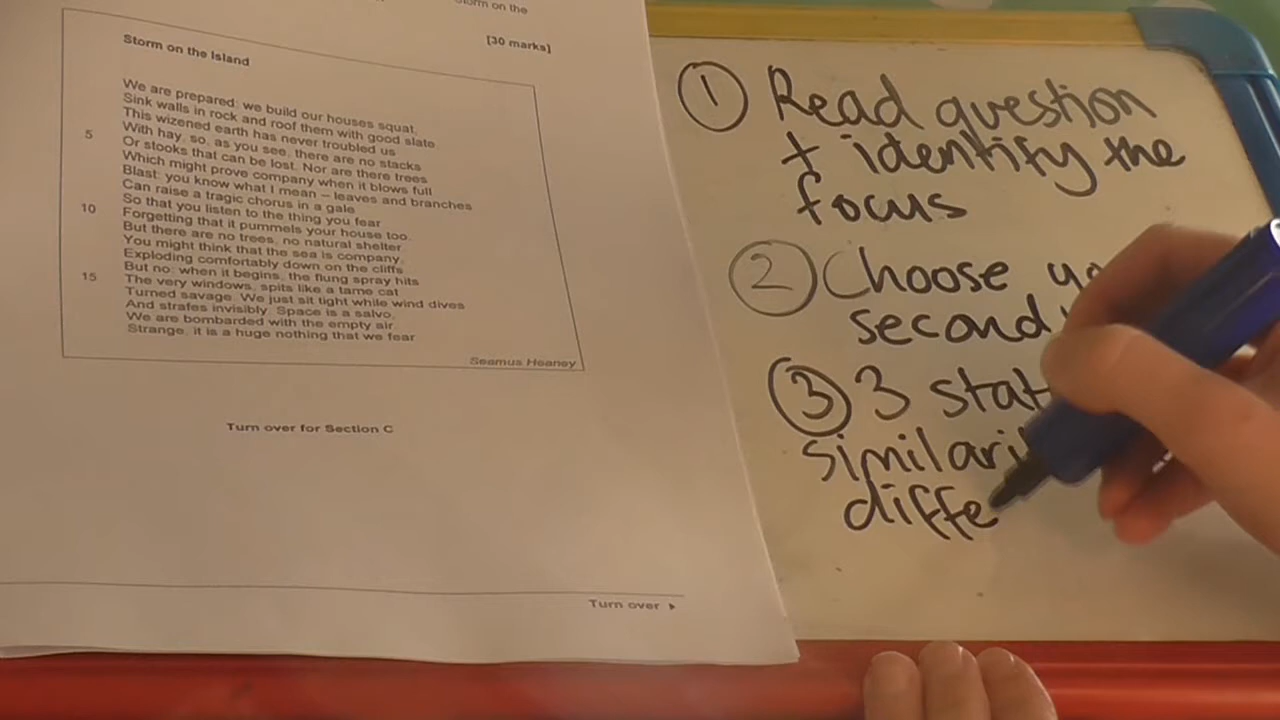 orm on the
[30 marks]
Storm on the Island
We are prepared: we build our houses squat,
Sink walls in rock and roof them with good slate
This wizened earth has never troubled us
5 With hay, so, as you see, there are no stacks
Or stooks that can be lost. Nor are there trees
Which might prove company when it blows full
Blast: you know what I mean – leaves and branches
Can raise a tragic chorus in a gale
So that you listen to the thing you fear
10 Forgetting that it pummels your house too.
But there are no trees, no natural shelter.
You might think that the sea is company,
Exploding comfortably down on the cliffs
But no: when it begins, the flung spray hits
15 The very windows, spits like a tame cat
Turned savage. We just sit tight while wind dives
And strafes invisibly. Space is a salvo,
We are bombarded with the empty air.
Strange, it is a huge nothing that we fear
Seamus Heaney
Turn over for Section C
Turn over ▶
1 Read question
+ identify the
focus
2 Choose yo
second
3 3 stat
similari
diffe